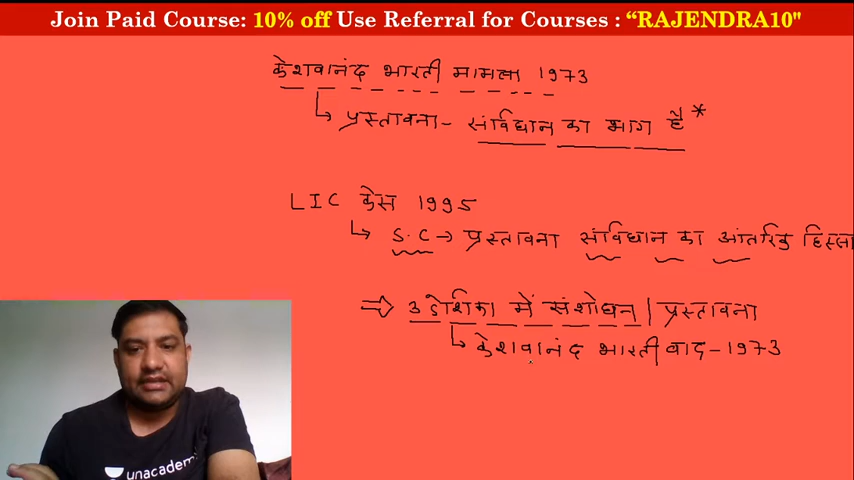 Join Paid Course: 10% off Use Referral for Courses : “RAJENDRA10"
केशवानंद भारती मामला 1973
↳ प्रस्तावना - संविधान का भाग है *
LIC केस 1995
↳ S.C → प्रस्तावना संविधान का आंतरिक हिस्सा
⇒ उद्देशिका में संशोधन | प्रस्तावना
↳ केशवानंद भारती वाद - 1973
unacademy